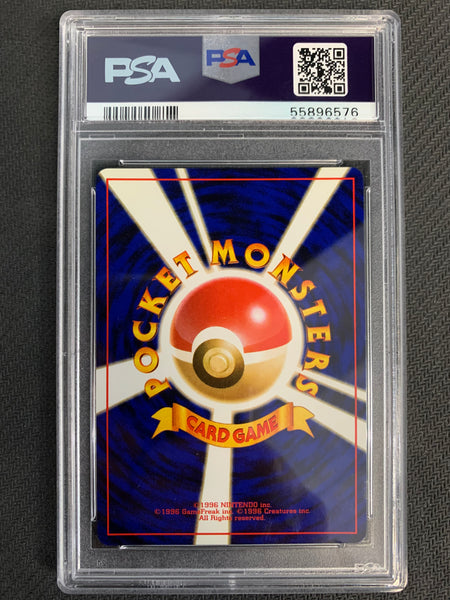 PSA
PSA
55896576
POCKET MONSTERS
CARD GAME
©1996 NINTENDO inc.
©1996 GameFreak inc. ©1996 Creatures inc.
All Rights reserved.